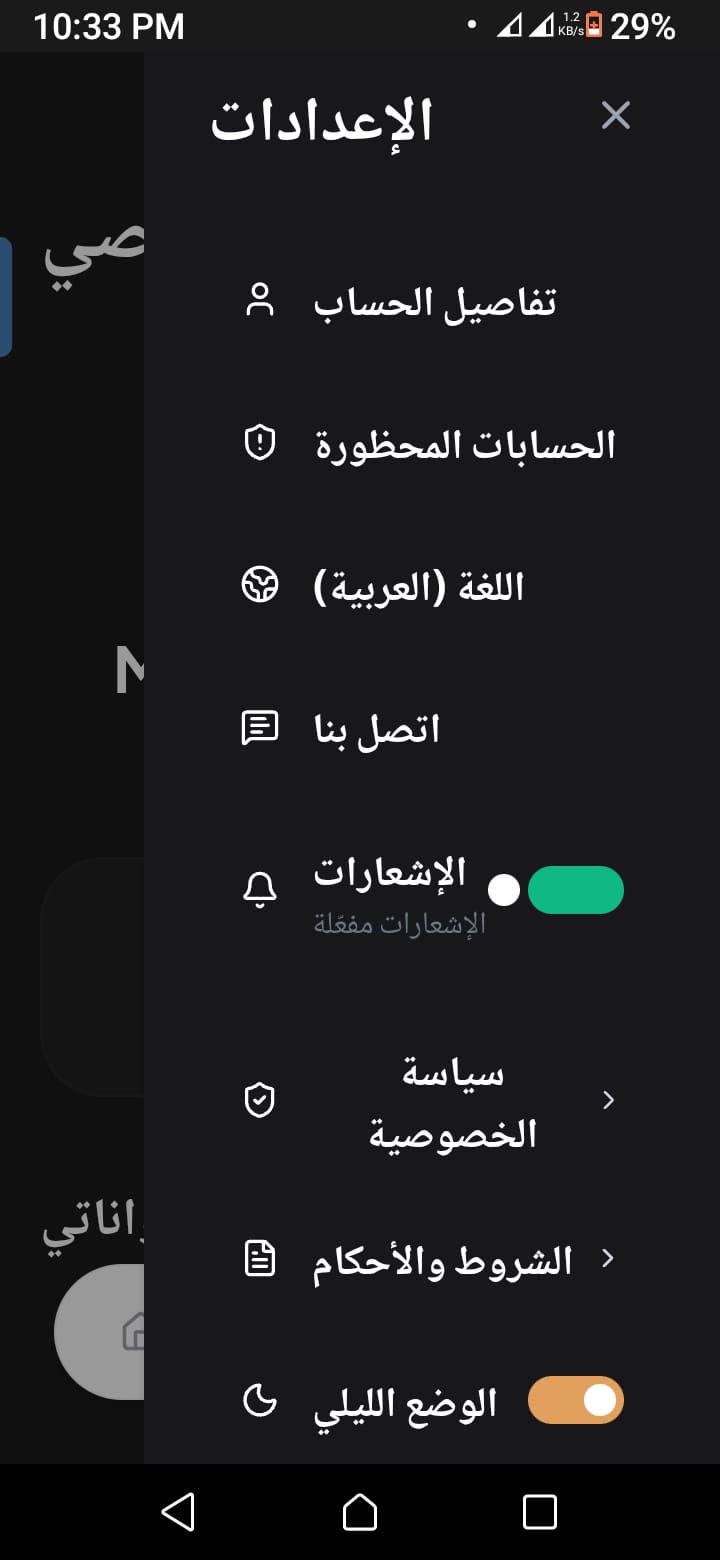 10:33 PM
1.2
KB/s
29%
الإعدادات
تفاصيل الحساب
الحسابات المحظورة
اللغة (العربية)
اتصل بنا
الإشعارات
الإشعارات مفعّلة
سياسة
الخصوصية
الشروط والأحكام
الوضع الليلي